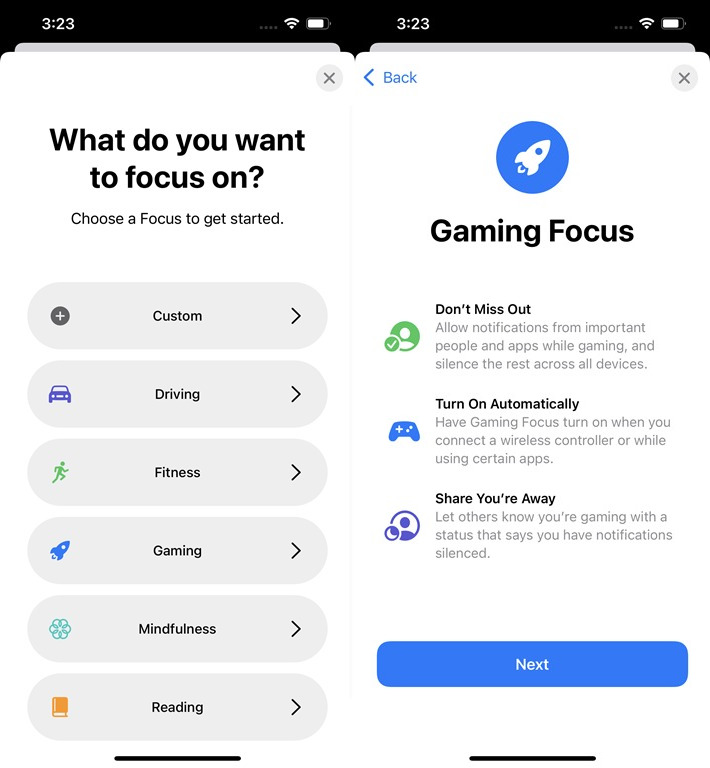 3:23
What do you want
to focus on?
Choose a Focus to get started.
Custom
Driving
Fitness
Gaming
Mindfulness
Reading
3:23
Back
Gaming Focus
Don't Miss Out
Allow notifications from important
people and apps while gaming, and
silence the rest across all devices.
Turn On Automatically
Have Gaming Focus turn on when you
connect a wireless controller or while
using certain apps.
Share You're Away
Let others know you're gaming with a
status that says you have notifications
silenced.
Next